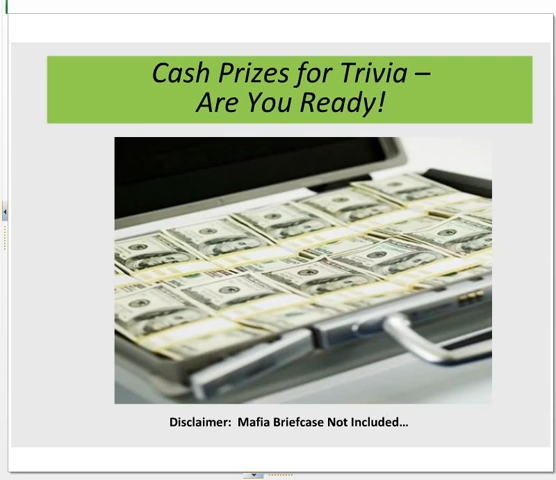 Cash Prizes for Trivia –
Are You Ready!
Disclaimer:  Mafia Briefcase Not Included…